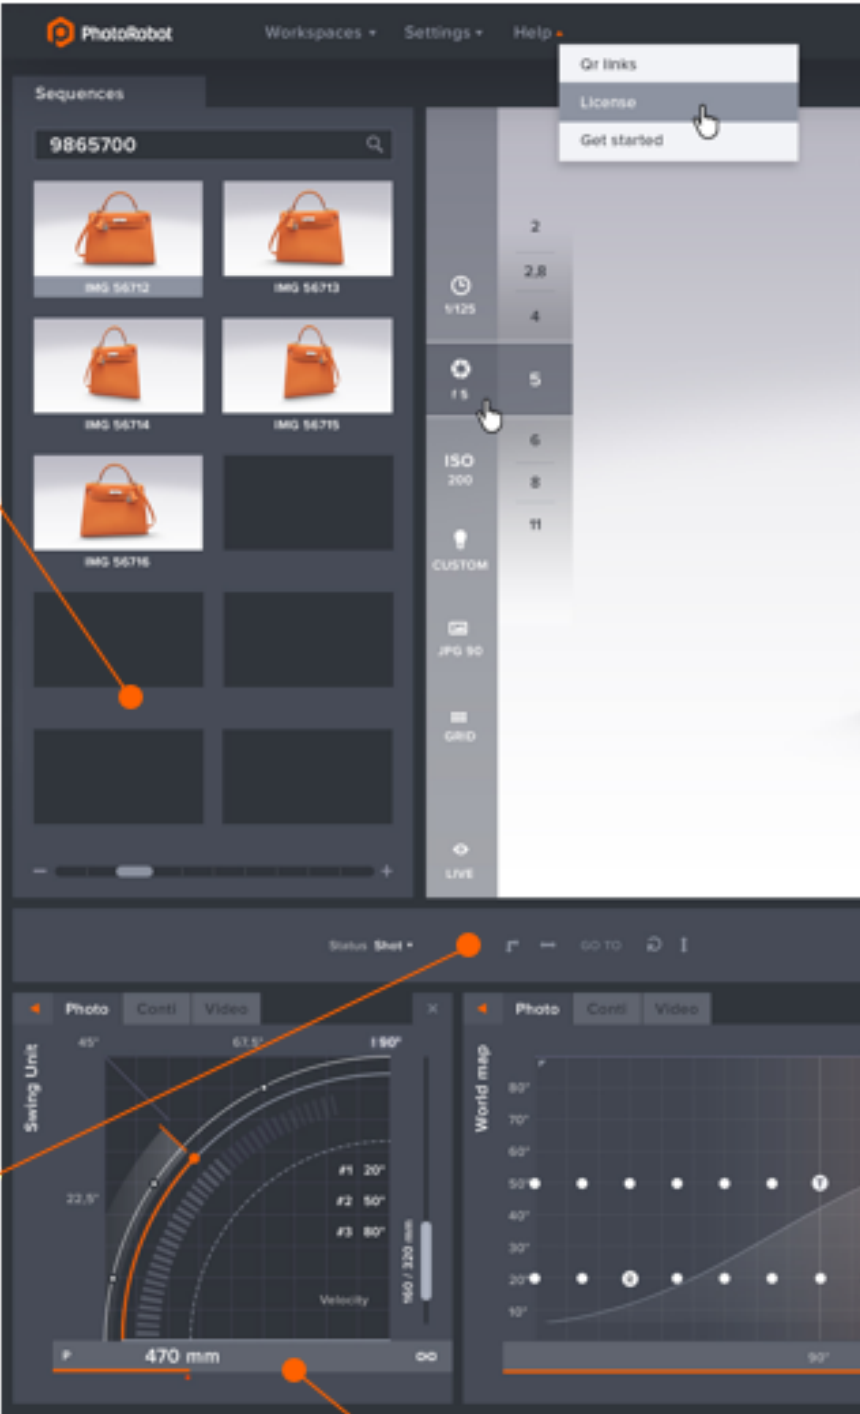 PhotoRobot
Workspaces
Settings
Help
Qr links
License
Get started
Sequences
9865700
IMG 56712
IMG 56713
IMG 56714
IMG 56715
IMG 56716
1/125
f 5
ISO
200
CUSTOM
JPG 90
GRID
LIVE
2
2,8
4
5
6
8
11
Status Shot
GO TO
Photo Conti Video
Swing Unit
45°
67,5°
90°
22,5°
#1 20°
#2 50°
#3 80°
Velocity
160 / 320 mm
P 470 mm
Photo Conti Video
World map
80°
70°
60°
50°
40°
30°
20°
10°
90°